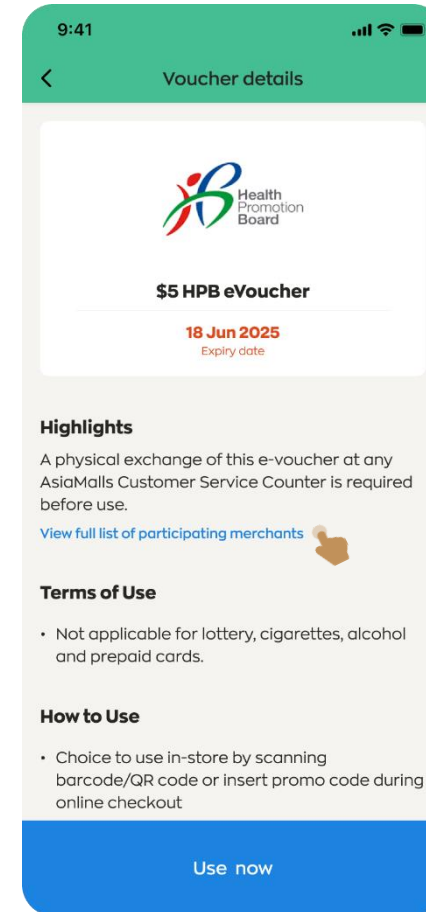 9:41
Voucher details
Health
Promotion
Board
$5 HPB eVoucher
18 Jun 2025
Expiry date
Highlights
A physical exchange of this e-voucher at any
AsiaMalls Customer Service Counter is required
before use.
View full list of participating merchants
Terms of Use
• Not applicable for lottery, cigarettes, alcohol
and prepaid cards.
How to Use
• Choice to use in-store by scanning
barcode/QR code or insert promo code during
online checkout
Use now